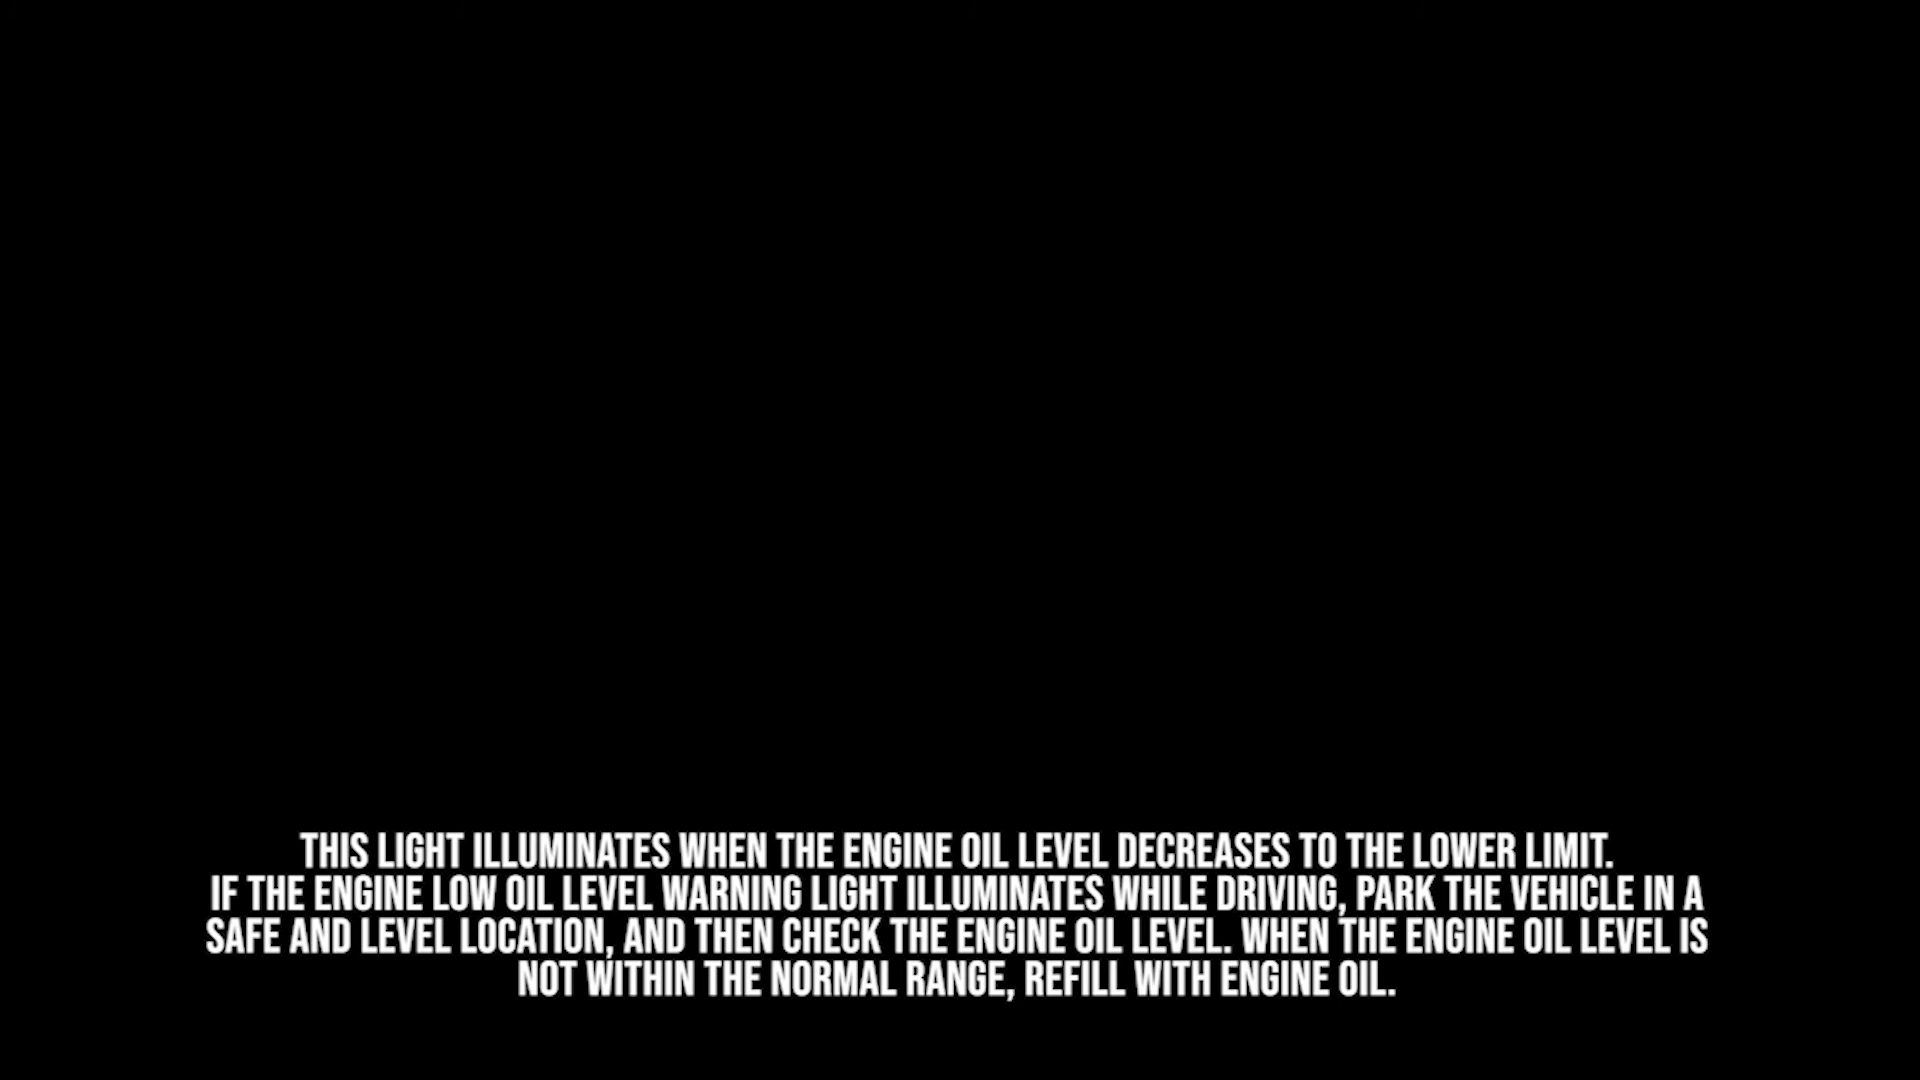 THIS LIGHT ILLUMINATES WHEN THE ENGINE OIL LEVEL DECREASES TO THE LOWER LIMIT.
IF THE ENGINE LOW OIL LEVEL WARNING LIGHT ILLUMINATES WHILE DRIVING, PARK THE VEHICLE IN A
SAFE AND LEVEL LOCATION, AND THEN CHECK THE ENGINE OIL LEVEL. WHEN THE ENGINE OIL LEVEL IS
NOT WITHIN THE NORMAL RANGE, REFILL WITH ENGINE OIL.